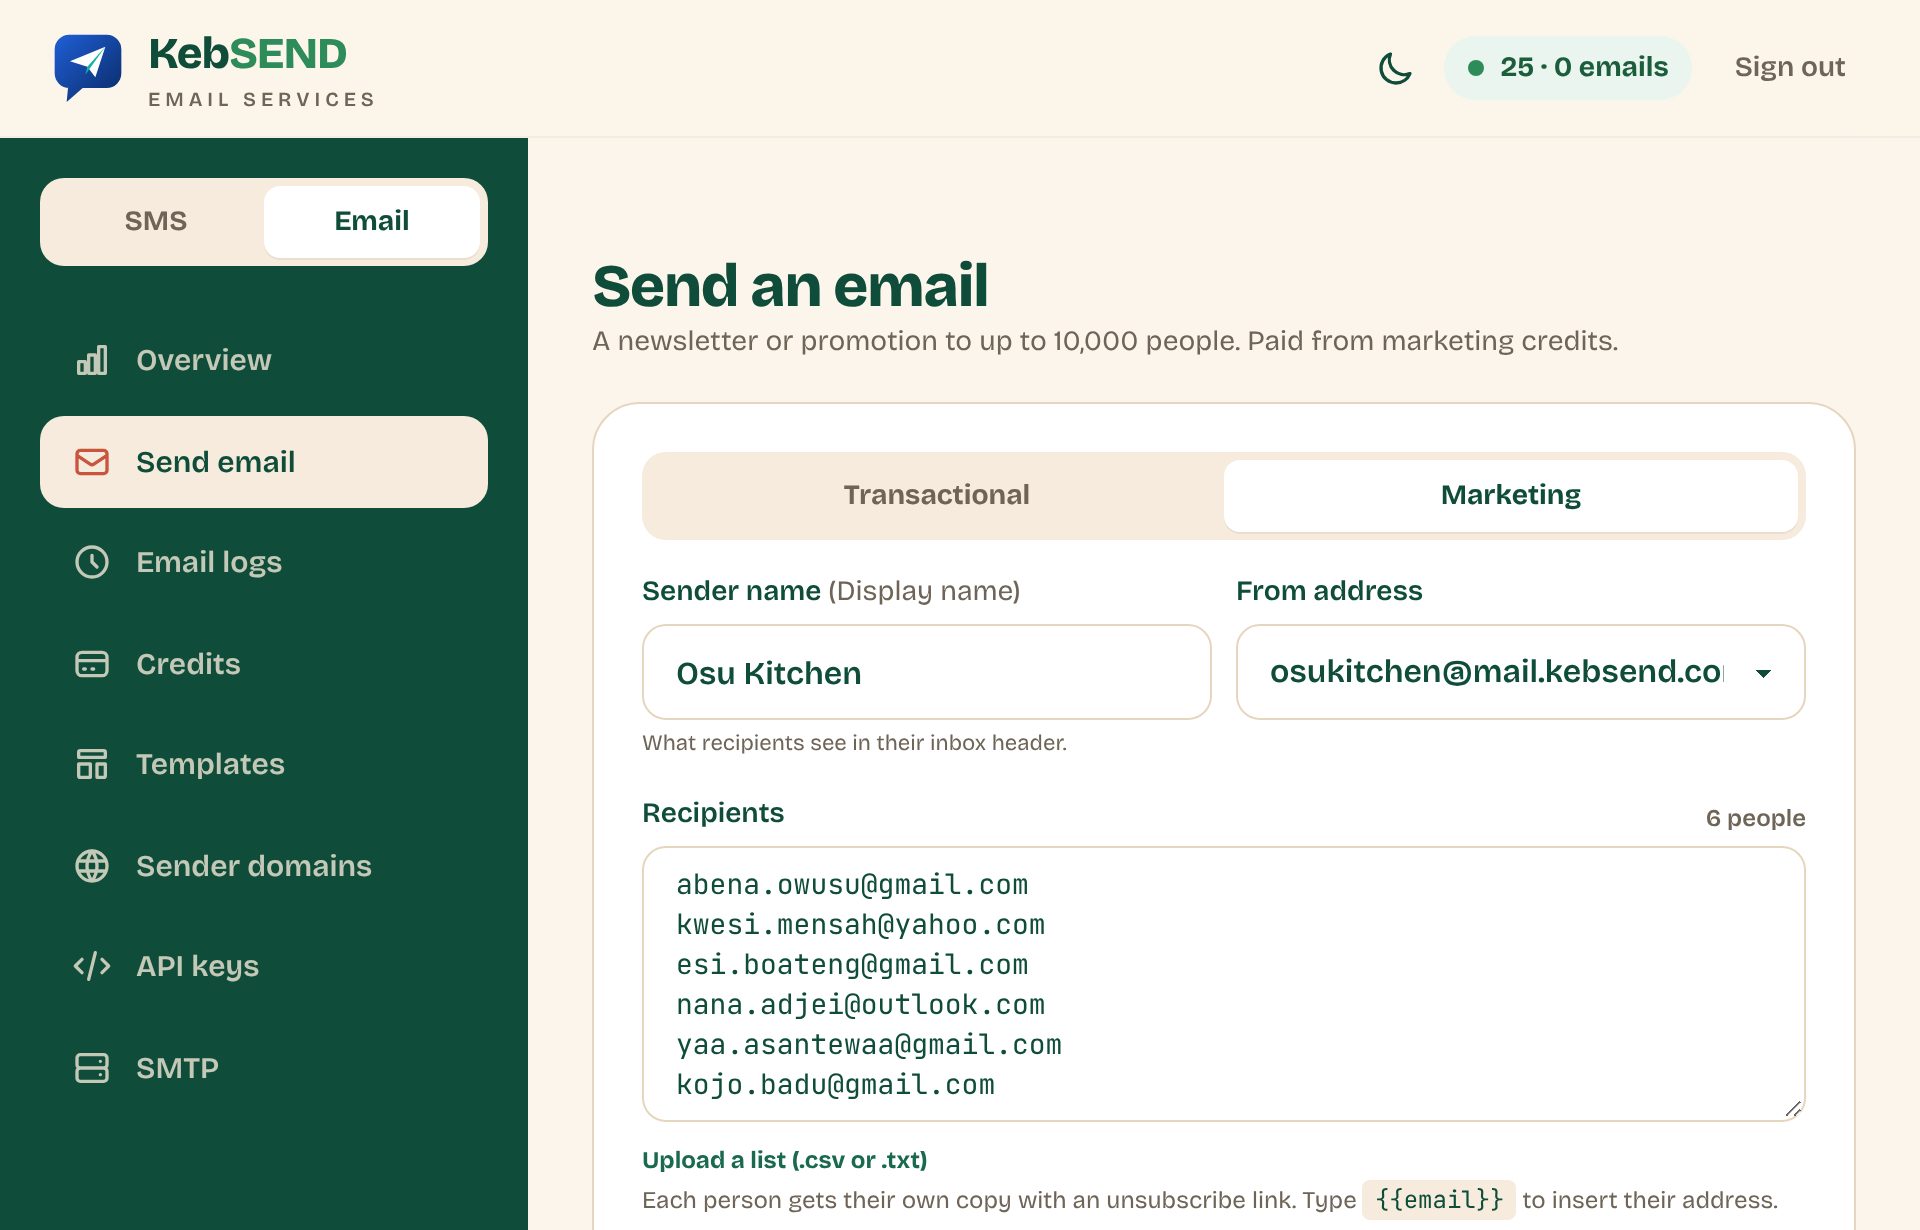 KebSEND
EMAIL SERVICES
25 · 0 emails
Sign out
SMS
Email
Overview
Send email
Email logs
Credits
Templates
Sender domains
API keys
SMTP
Send an email
A newsletter or promotion to up to 10,000 people. Paid from marketing credits.
Transactional
Marketing
Sender name (Display name)
From address
Osu Kitchen
osukitchen@mail.kebsend.co
What recipients see in their inbox header.
Recipients
6 people
abena.owusu@gmail.com
kwesi.mensah@yahoo.com
esi.boateng@gmail.com
nana.adjei@outlook.com
yaa.asantewaa@gmail.com
kojo.badu@gmail.com
Upload a list (.csv or .txt)
Each person gets their own copy with an unsubscribe link. Type {{email}} to insert their address.